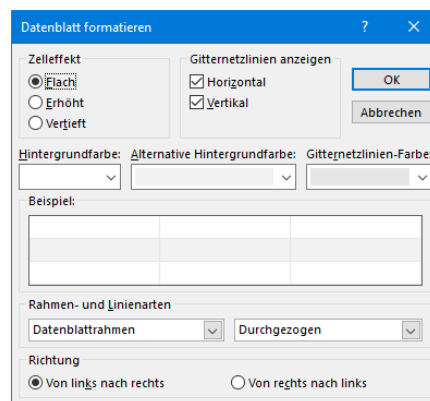 Datenblatt formatieren ?
Zelleffekt
Flach
Erhöht
Vertieft
Gitternetzlinien anzeigen
Horizontal
Vertikal
OK
Abbrechen
Hintergrundfarbe: Alternative Hintergrundfarbe: Gitternetzlinien-Farbe:
Beispiel:
Rahmen- und Linienarten
Datenblattrahmen Durchgezogen
Richtung
Von links nach rechts Von rechts nach links